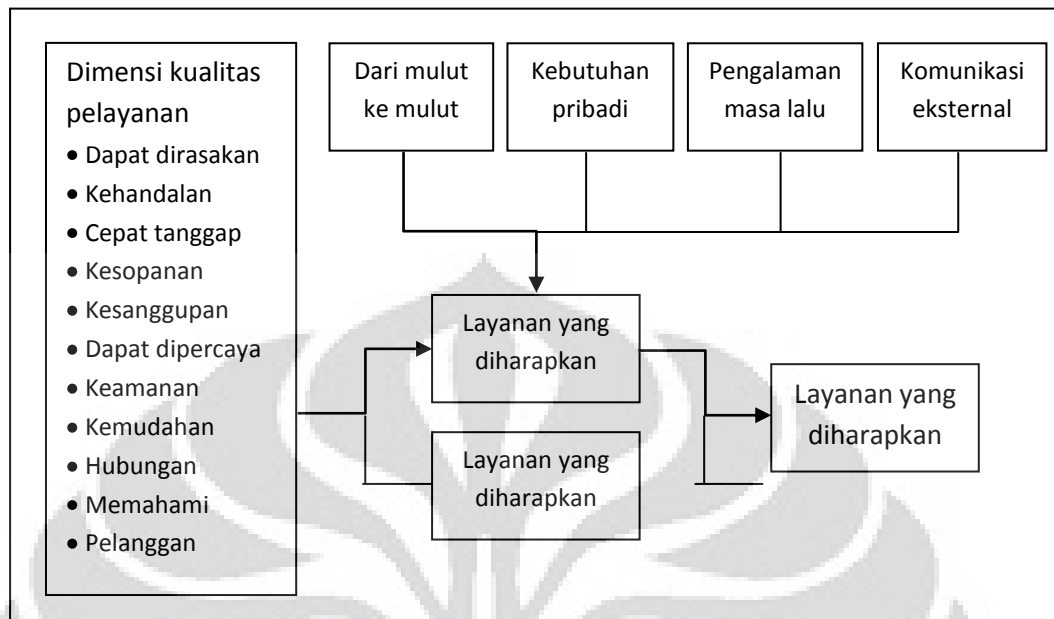 Dimensi kualitas
pelayanan
• Dapat dirasakan
• Kehandalan
• Cepat tanggap
• Kesopanan
• Kesanggupan
• Dapat dipercaya
• Keamanan
• Kemudahan
• Hubungan
• Memahami
• Pelanggan
Dari mulut
ke mulut
Kebutuhan
pribadi
Pengalaman
masa lalu
Komunikasi
eksternal
Layanan yang
diharapkan
Layanan yang
diharapkan
Layanan yang
diharapkan